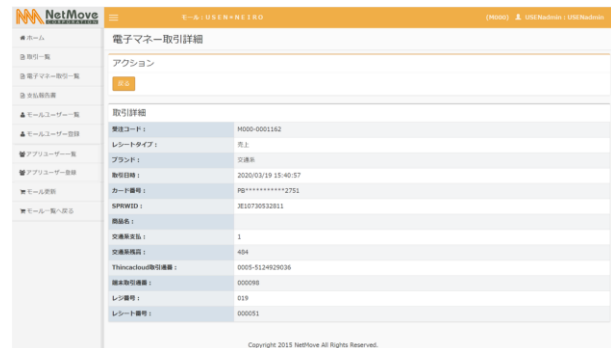 NetMove
CORPORATION
モール : USEN+NEIRO
[M000] USENadmin : USENadmin
ホーム
取引一覧
電子マネー取引一覧
支払報告書
モールユーザー一覧
モールユーザー登録
アプリユーザー一覧
アプリユーザー登録
モール更新
モール一覧へ戻る
電子マネー取引詳細
アクション
戻る
取引詳細
受注コード : M000-0001162
レシートタイプ : 売上
ブランド : 交通系
取引日時 : 2020/03/19 15:40:57
カード番号 : PB***********2751
SPRWID : JE10730532811
商品名 :
交通系支払 : 1
交通系残高 : 484
Thincacloud取引通番 : 0005-5124929036
端末取引通番 : 000098
レジ番号 : 019
レシート番号 : 000051
Copyright 2015 NetMove All Rights Reserved.